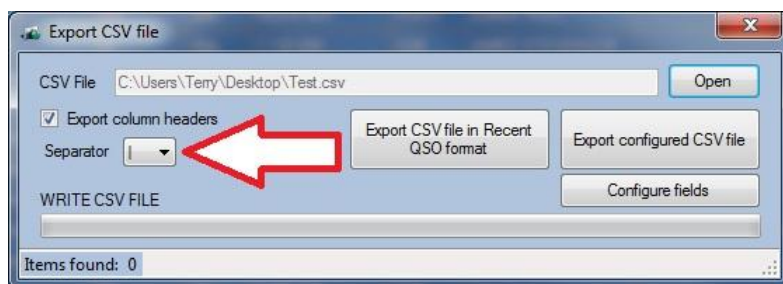 Export CSV file
CSV File C:\Users\Terry\Desktop\Test.csv Open
Export column headers
Separator |
Export CSV file in Recent
QSO format
Export configured CSV file
Configure fields
WRITE CSV FILE
Items found: 0